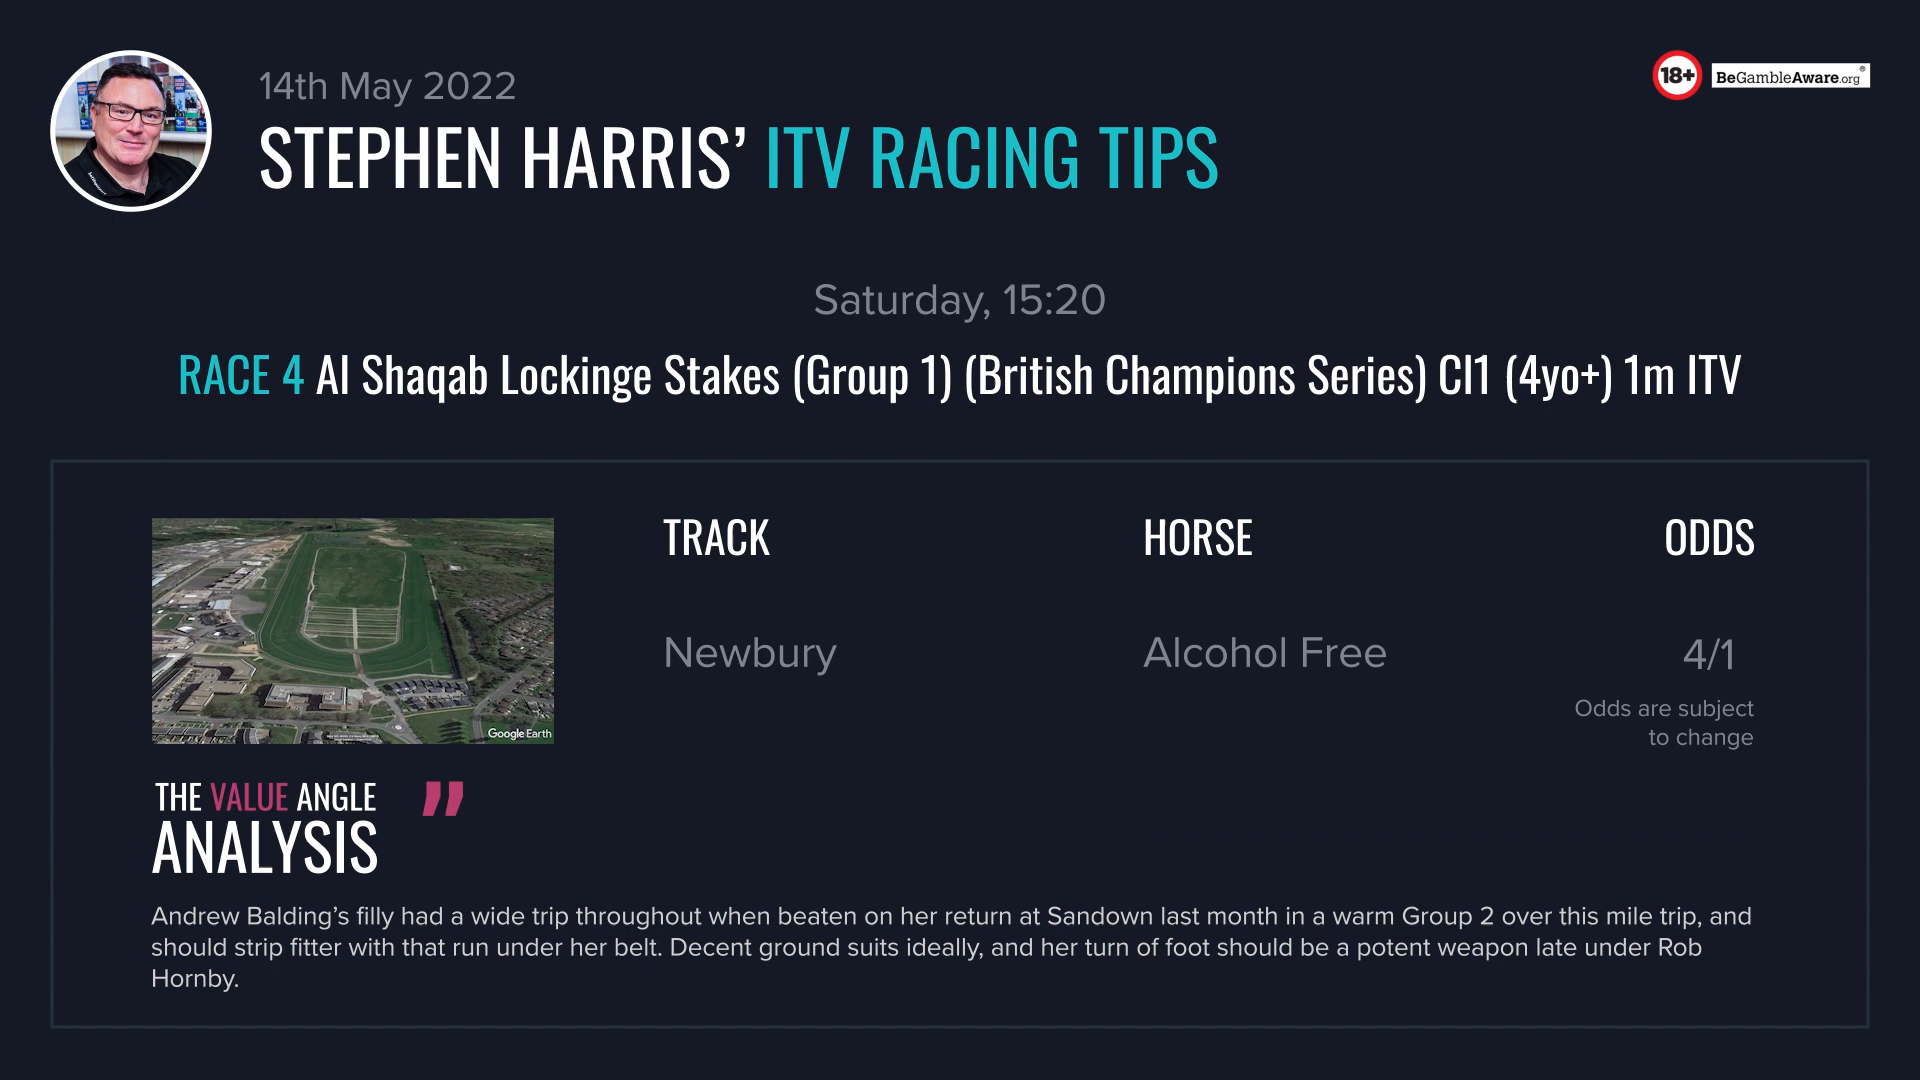 14th May 2022
STEPHEN HARRIS’ ITV RACING TIPS
18+
BeGambleAware.org®
Saturday, 15:20
RACE 4 Al Shaqab Lockinge Stakes (Group 1) (British Champions Series) Cl1 (4yo+) 1m ITV
TRACK
HORSE
ODDS
Newbury
Alcohol Free
4/1
Odds are subject
to change
Google Earth
THE VALUE ANGLE
ANALYSIS
”
Andrew Balding’s filly had a wide trip throughout when beaten on her return at Sandown last month in a warm Group 2 over this mile trip, and
should strip fitter with that run under her belt. Decent ground suits ideally, and her turn of foot should be a potent weapon late under Rob
Hornby.